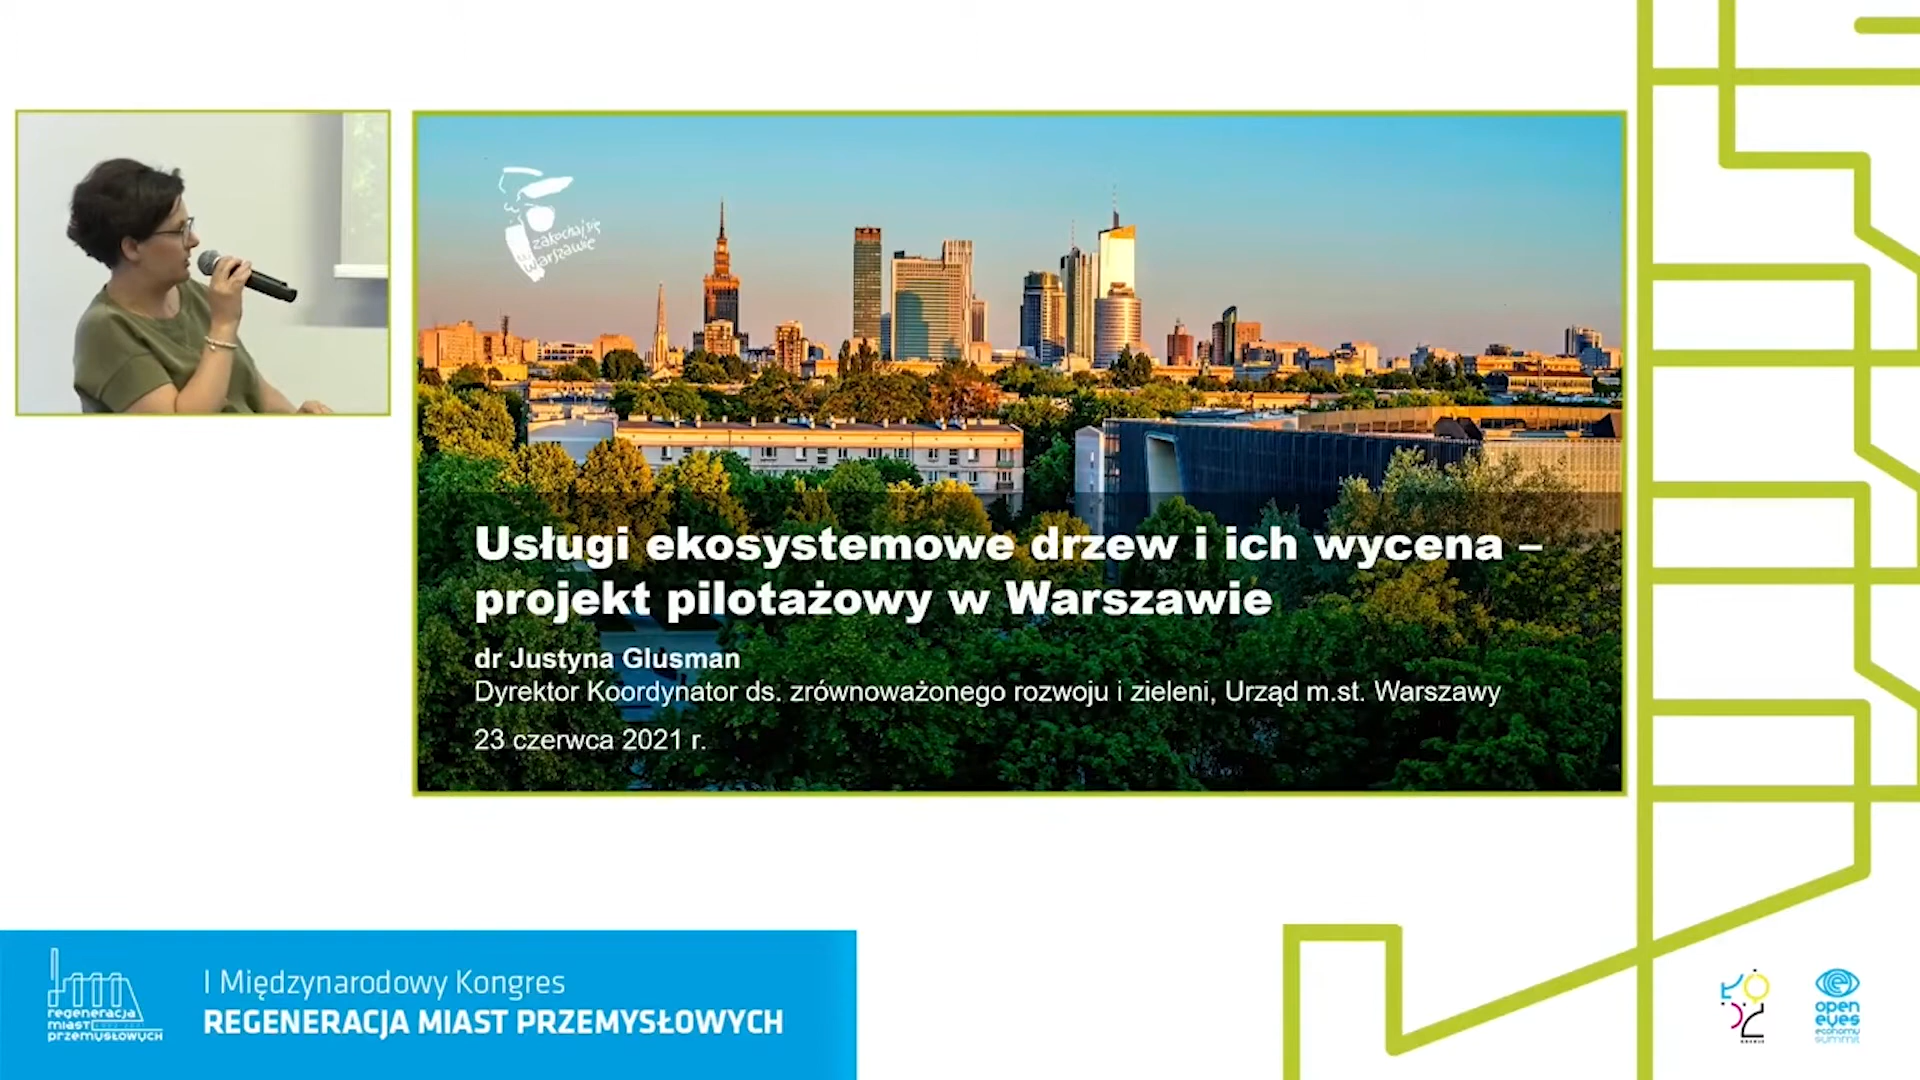 zakochaj się
w warszawie
Usługi ekosystemowe drzew i ich wycena –
projekt pilotażowy w Warszawie
dr Justyna Glusman
Dyrektor Koordynator ds. zrównoważonego rozwoju i zieleni, Urząd m.st. Warszawy
23 czerwca 2021 r.
regeneracja
miast
przemysłowych
I Międzynarodowy Kongres
REGENERACJA MIAST PRZEMYSŁOWYCH
open
eyes
economy
summit